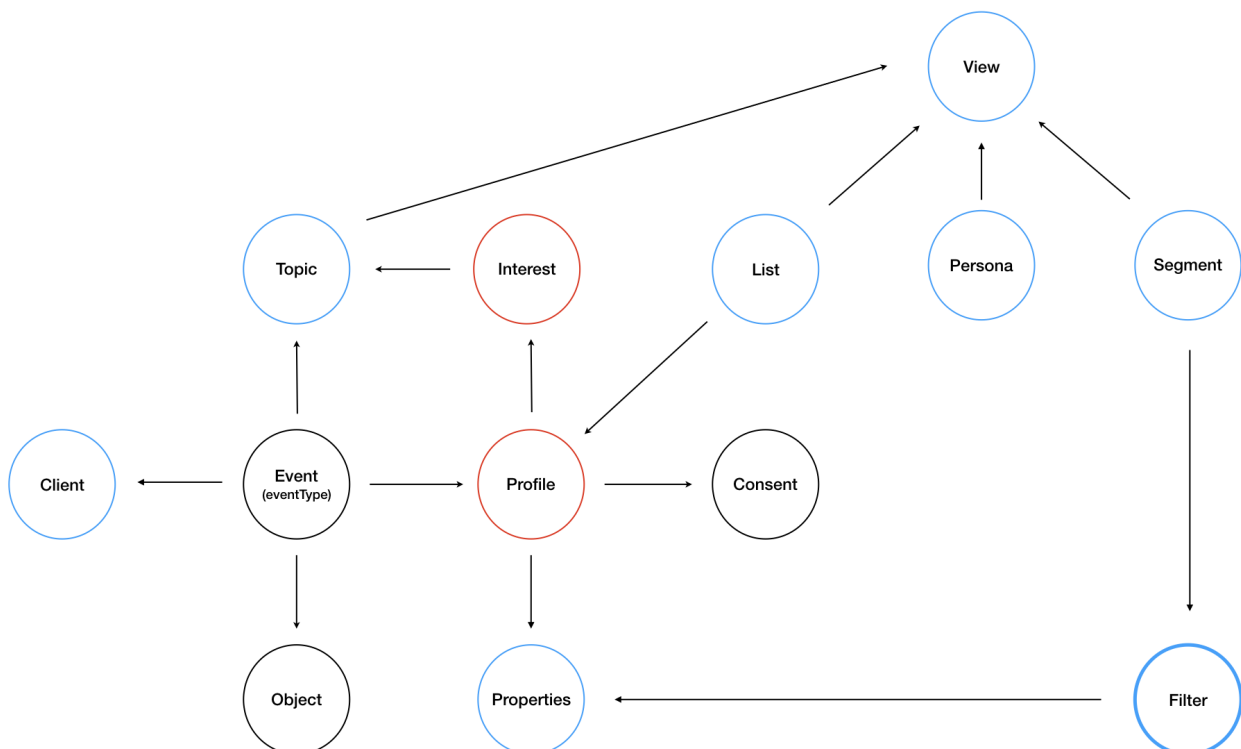 View
Topic
Interest
List
Persona
Segment
Client
Event
(eventType)
Profile
Consent
Object
Properties
Filter